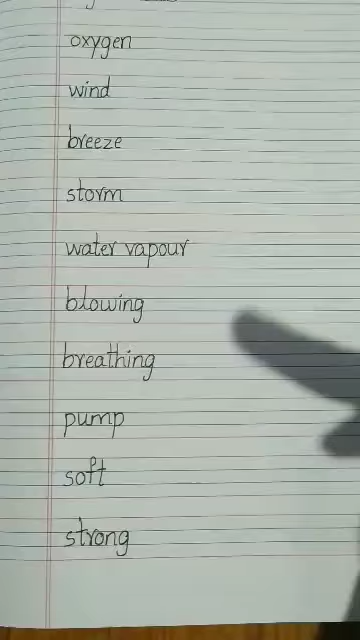 oxygen
wind
breeze
storm
water vapour
blowing
breathing
pump
soft
strong